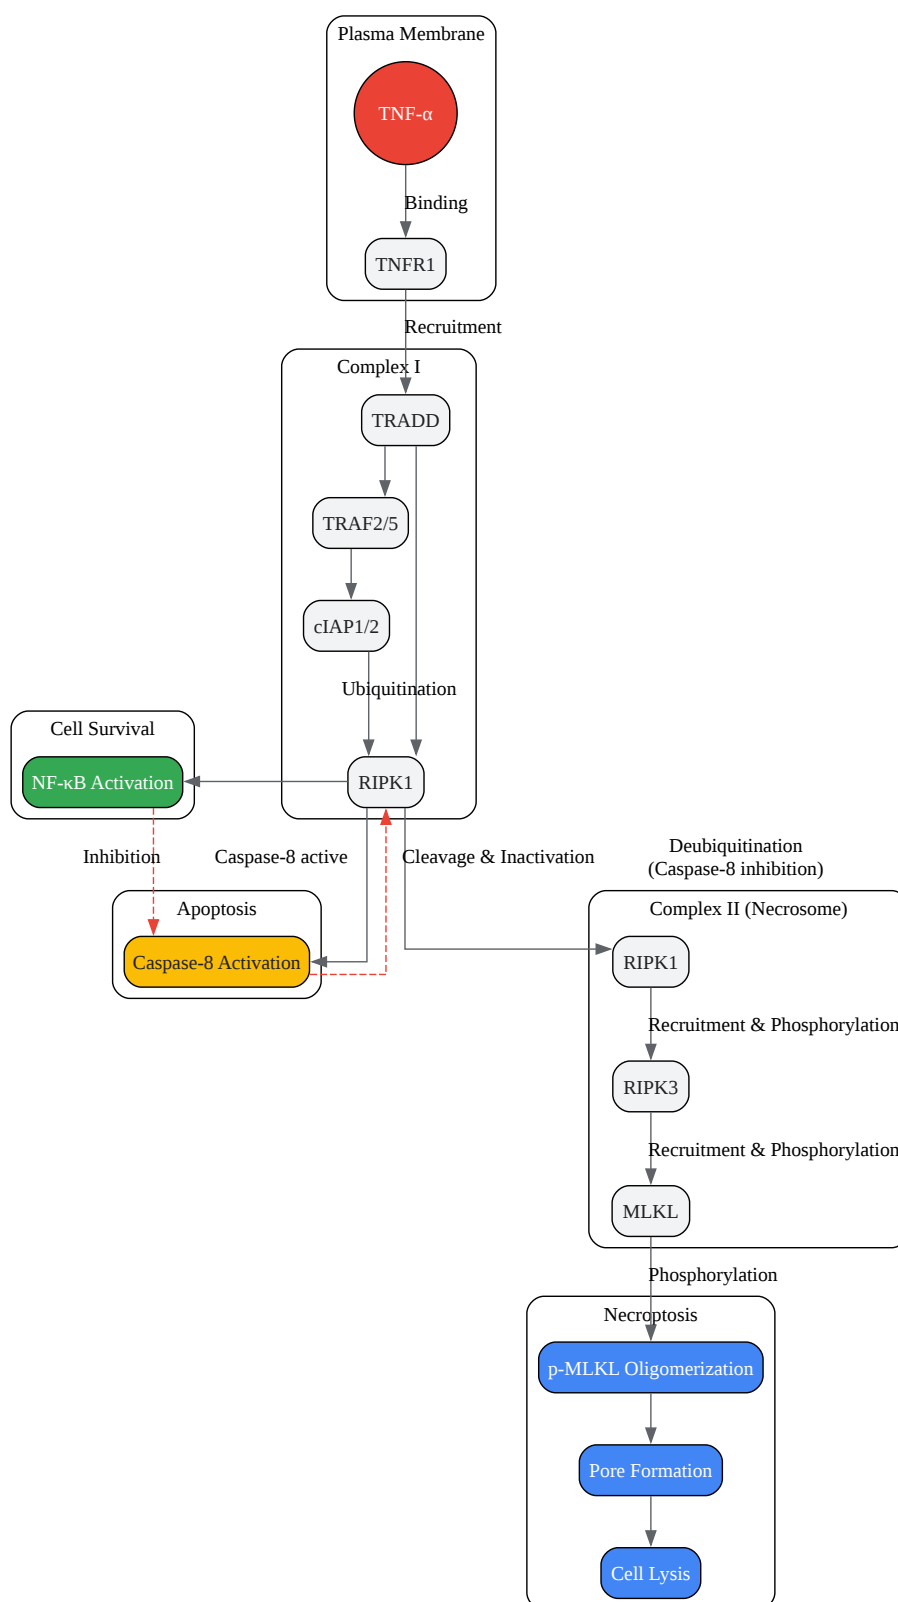 Plasma Membrane
TNF-α
Binding
TNFR1
Recruitment
Complex I
TRADD
TRAF2/5
cIAP1/2
Ubiquitination
Cell Survival
NF-κB Activation
RIPK1
Inhibition
Caspase-8 active
Cleavage & Inactivation
Deubiquitination
(Caspase-8 inhibition)
Apoptosis
Caspase-8 Activation
Complex II (Necrosome)
RIPK1
Recruitment & Phosphorylation
RIPK3
Recruitment & Phosphorylation
MLKL
Phosphorylation
Necroptosis
p-MLKL Oligomerization
Pore Formation
Cell Lysis